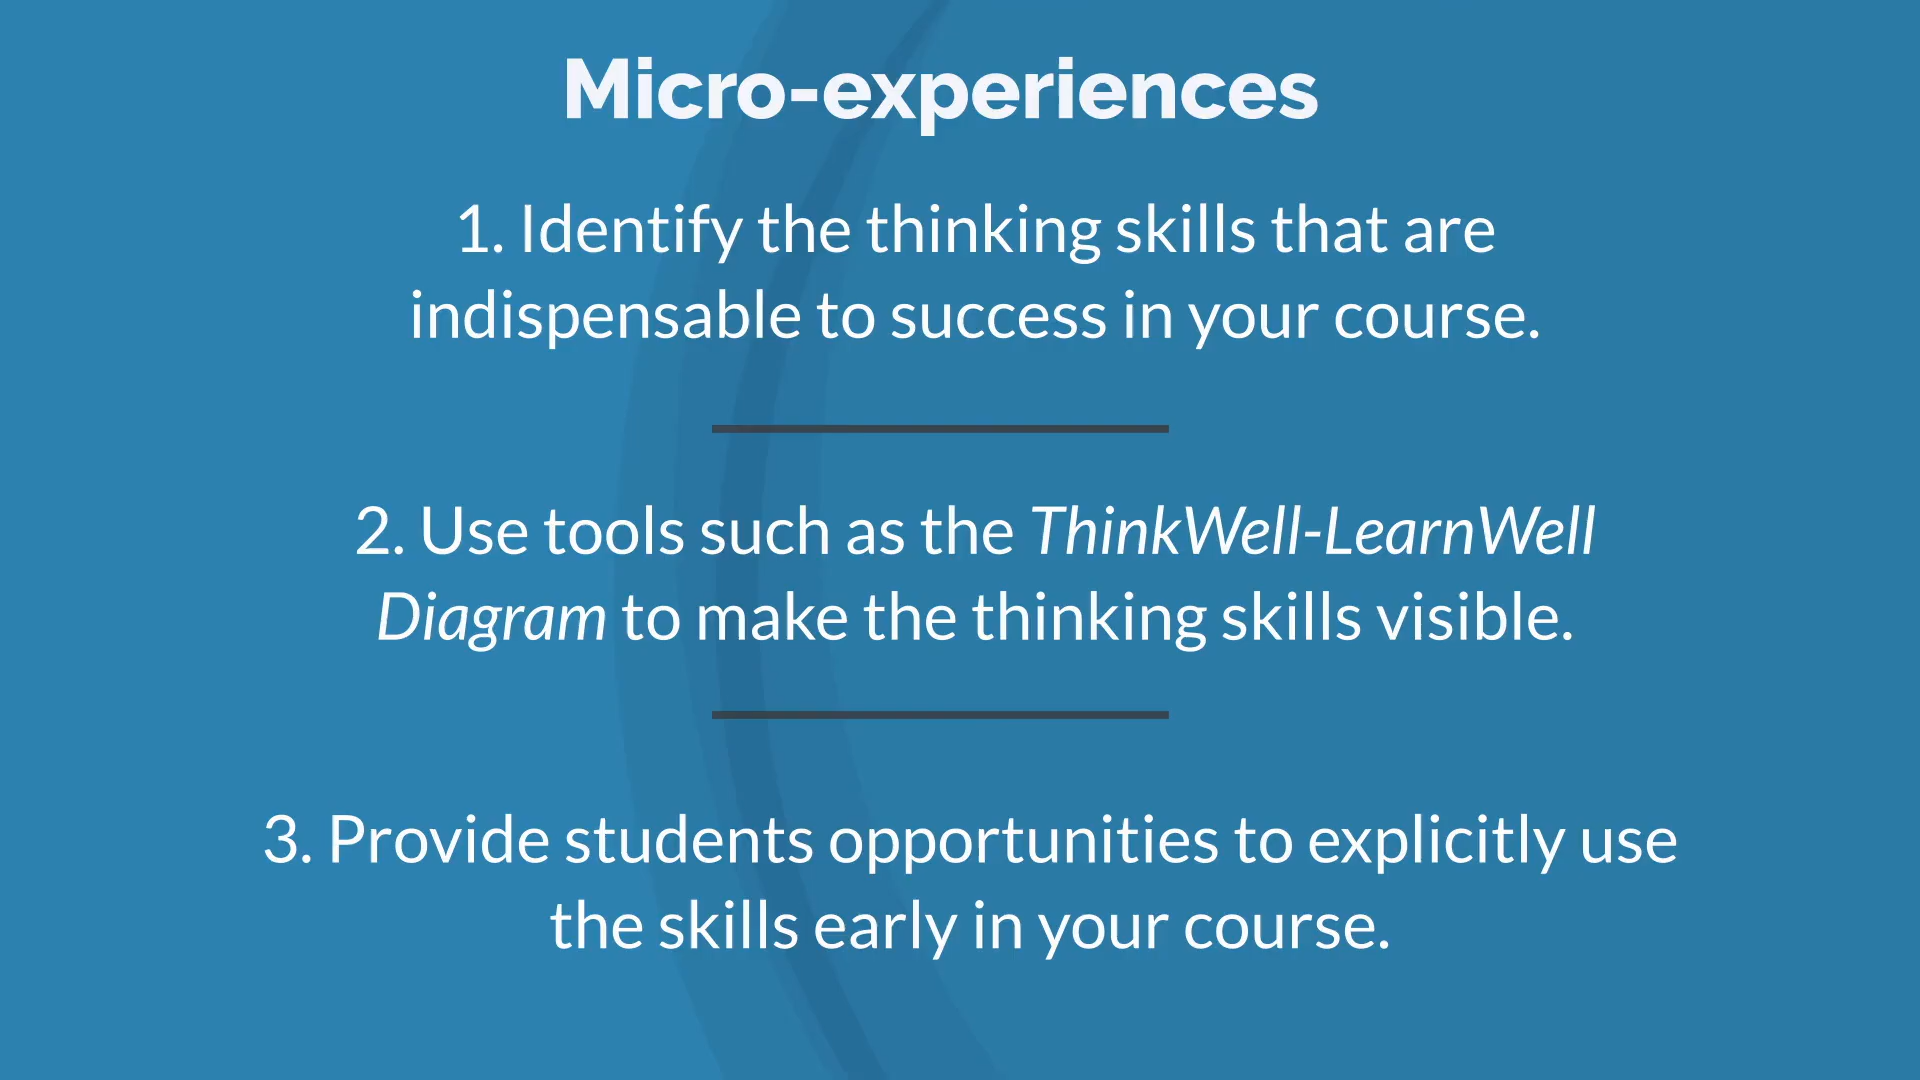 Micro-experiences
1. Identify the thinking skills that are
indispensable to success in your course.
2. Use tools such as the ThinkWell-LearnWell
Diagram to make the thinking skills visible.
3. Provide students opportunities to explicitly use
the skills early in your course.